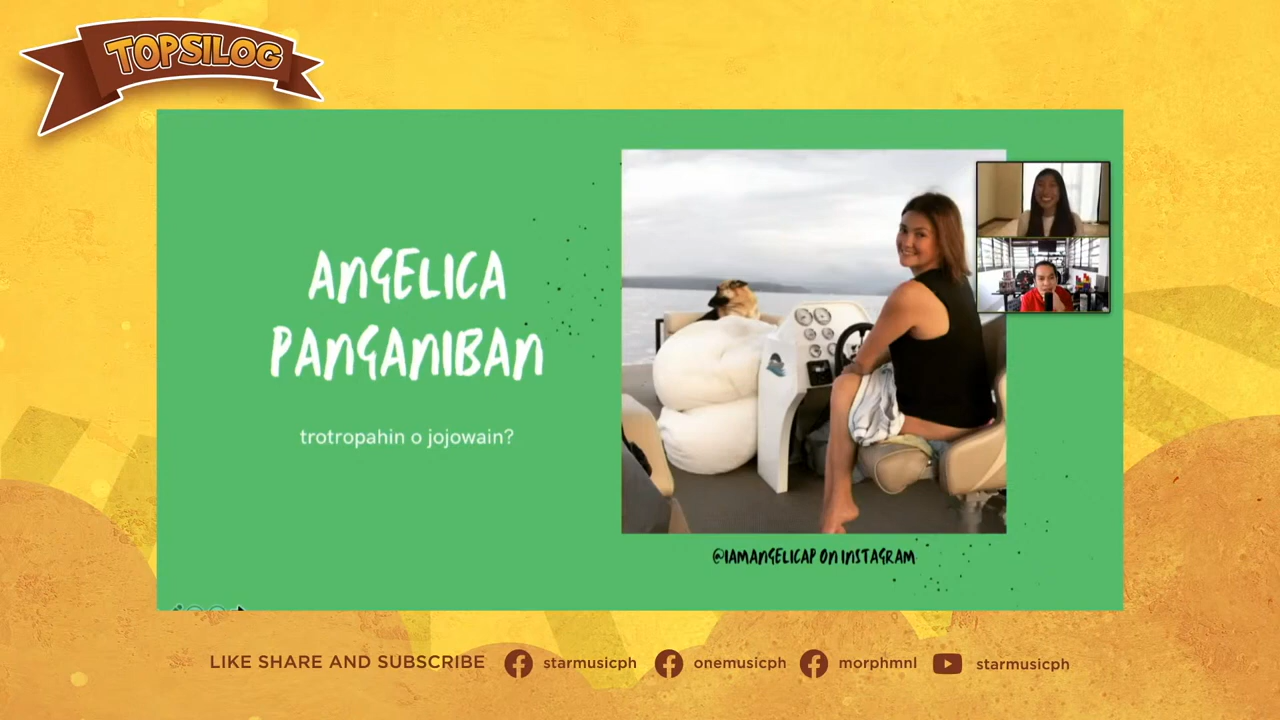 TOPSILOG
ANGELICA
PANGANIBAN
trotropahin o jojowain?
@IAMANGELICAP ON INSTAGRAM
LIKE SHARE AND SUBSCRIBE starmusicph onemusicph morphmnl starmusicph